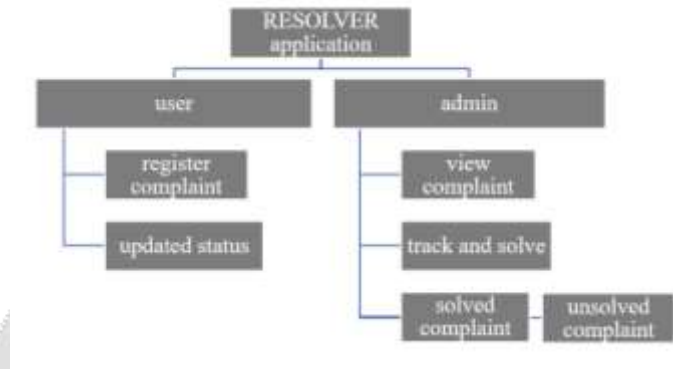 RESOLVER
application
user
admin
register
complaint
view
complaint
updated status
track and solve
solved
complaint
unsolved
complaint